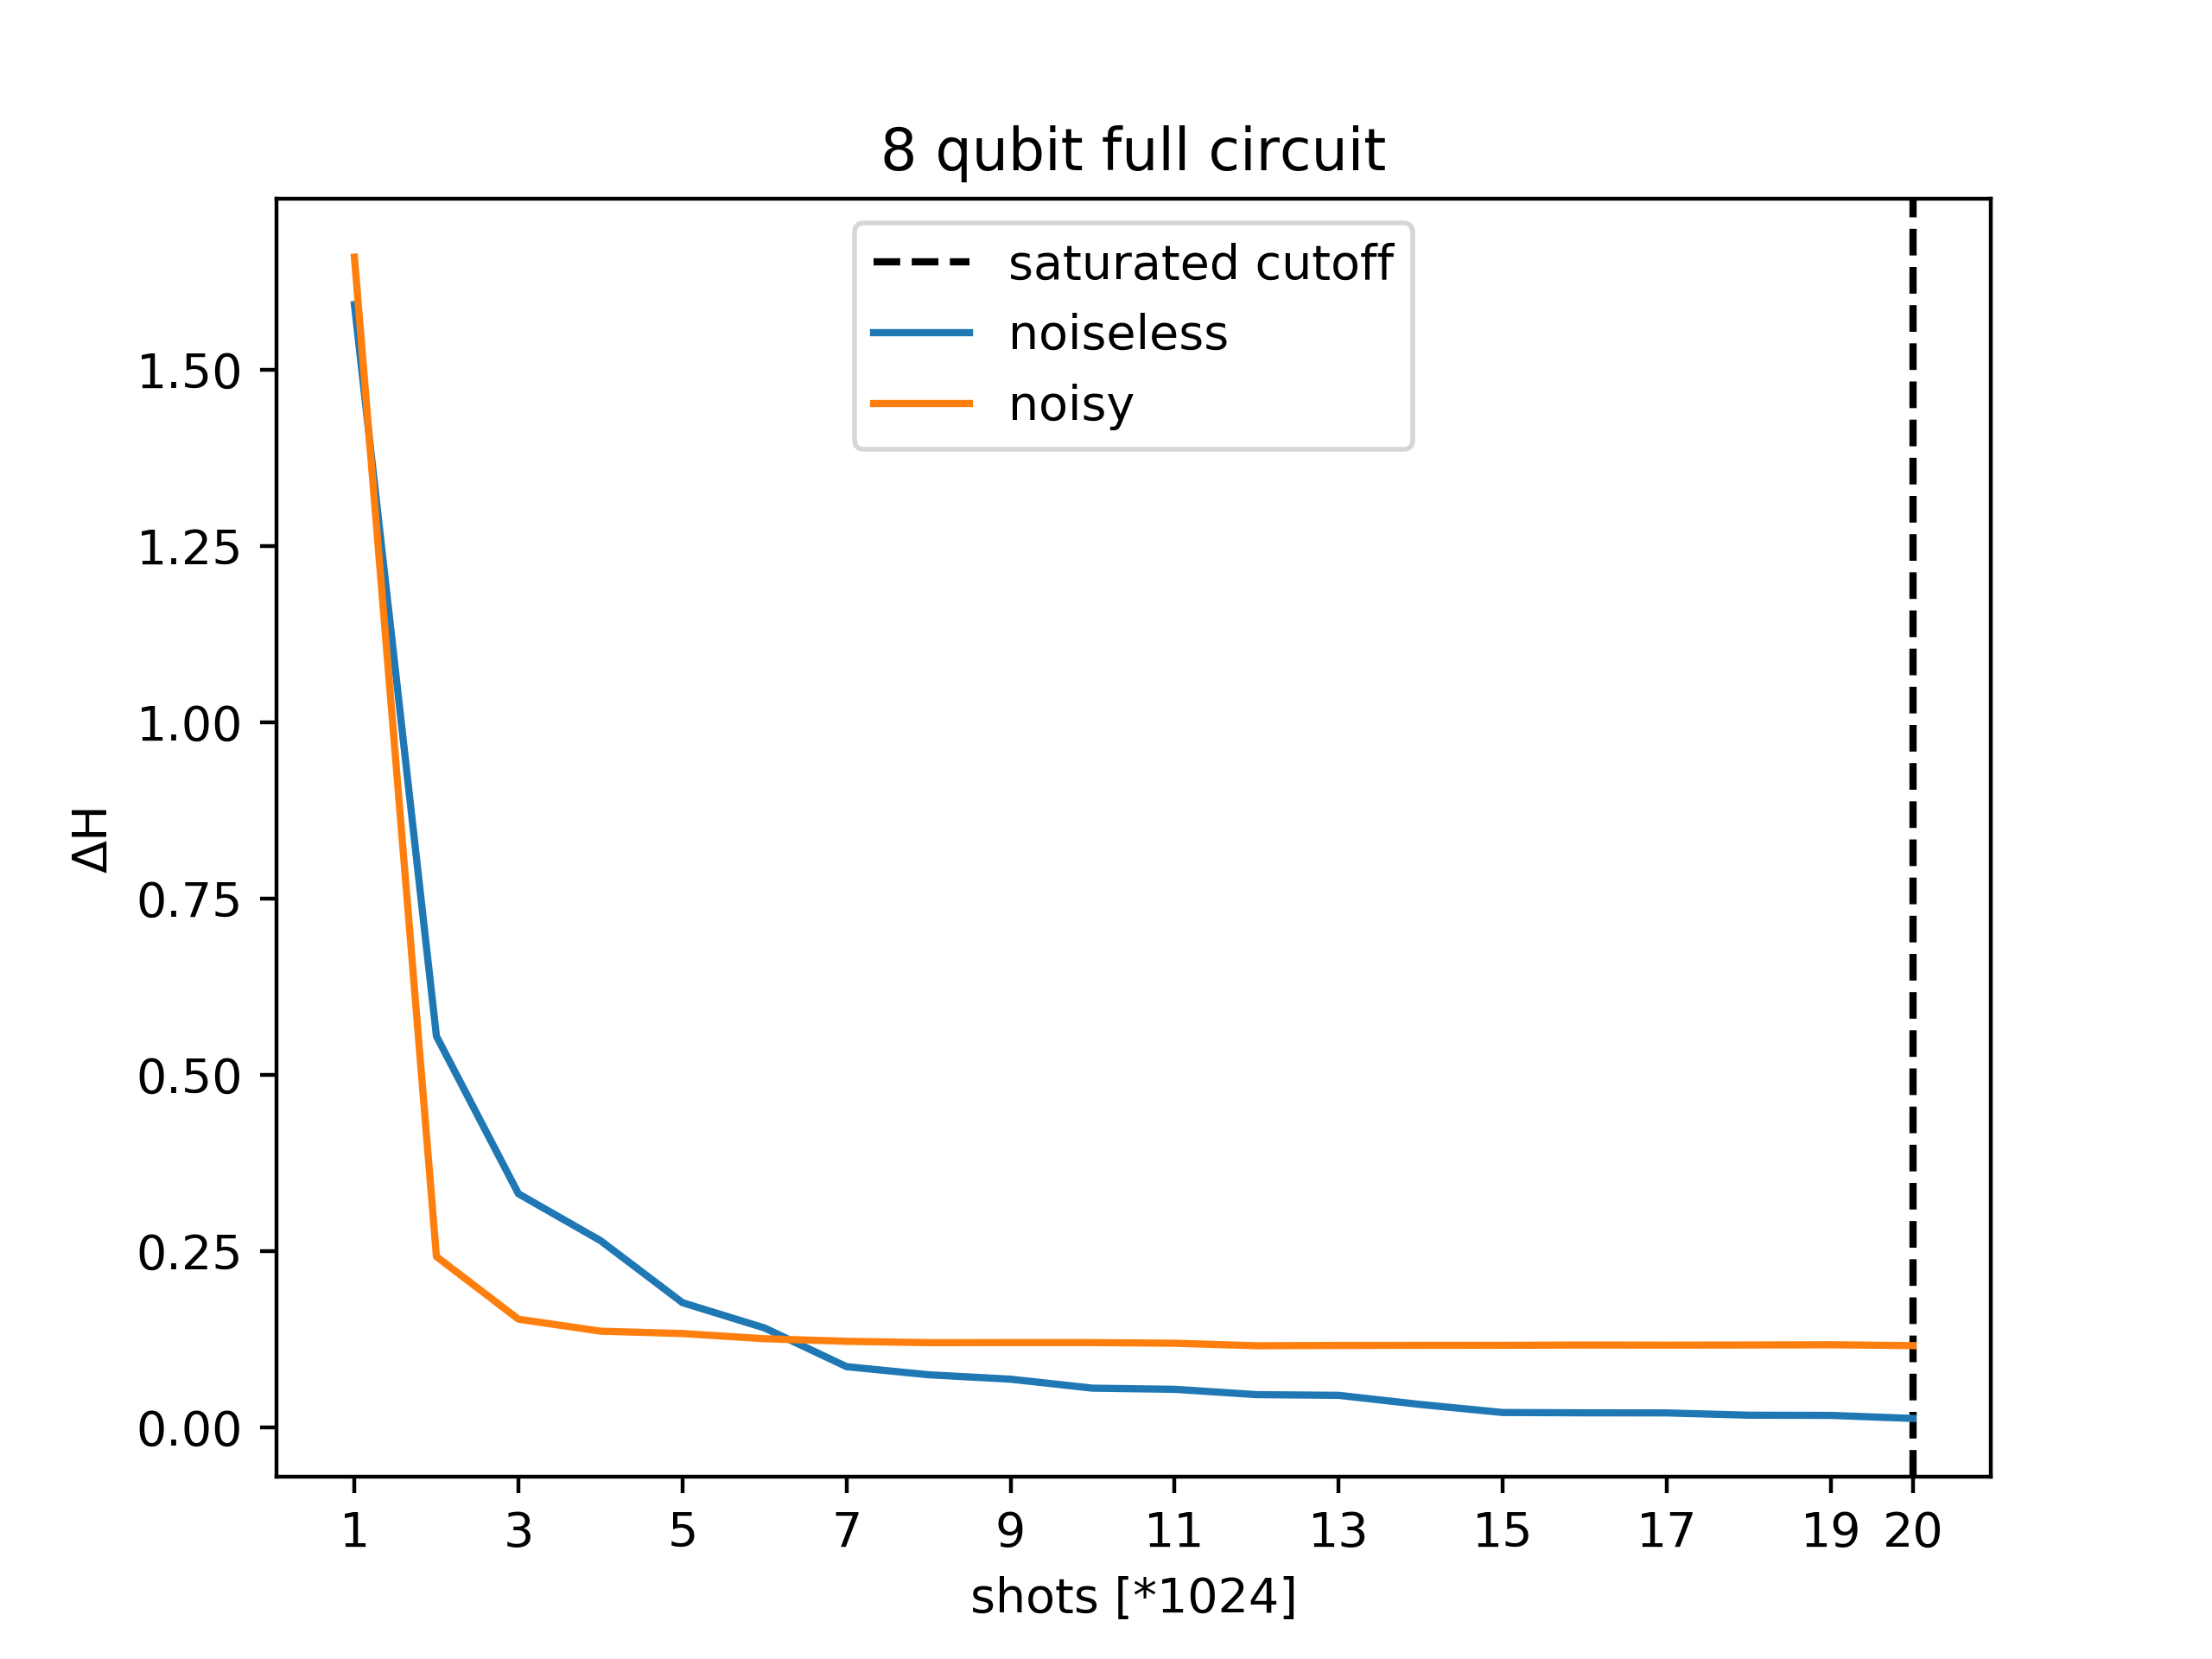 8 qubit full circuit
saturated cutoff
noiseless
noisy
1.50
1.25
1.00
0.75
0.50
0.25
0.00
ΔH
1 3 5 7 9 11 13 15 17 19 20
shots [*1024]